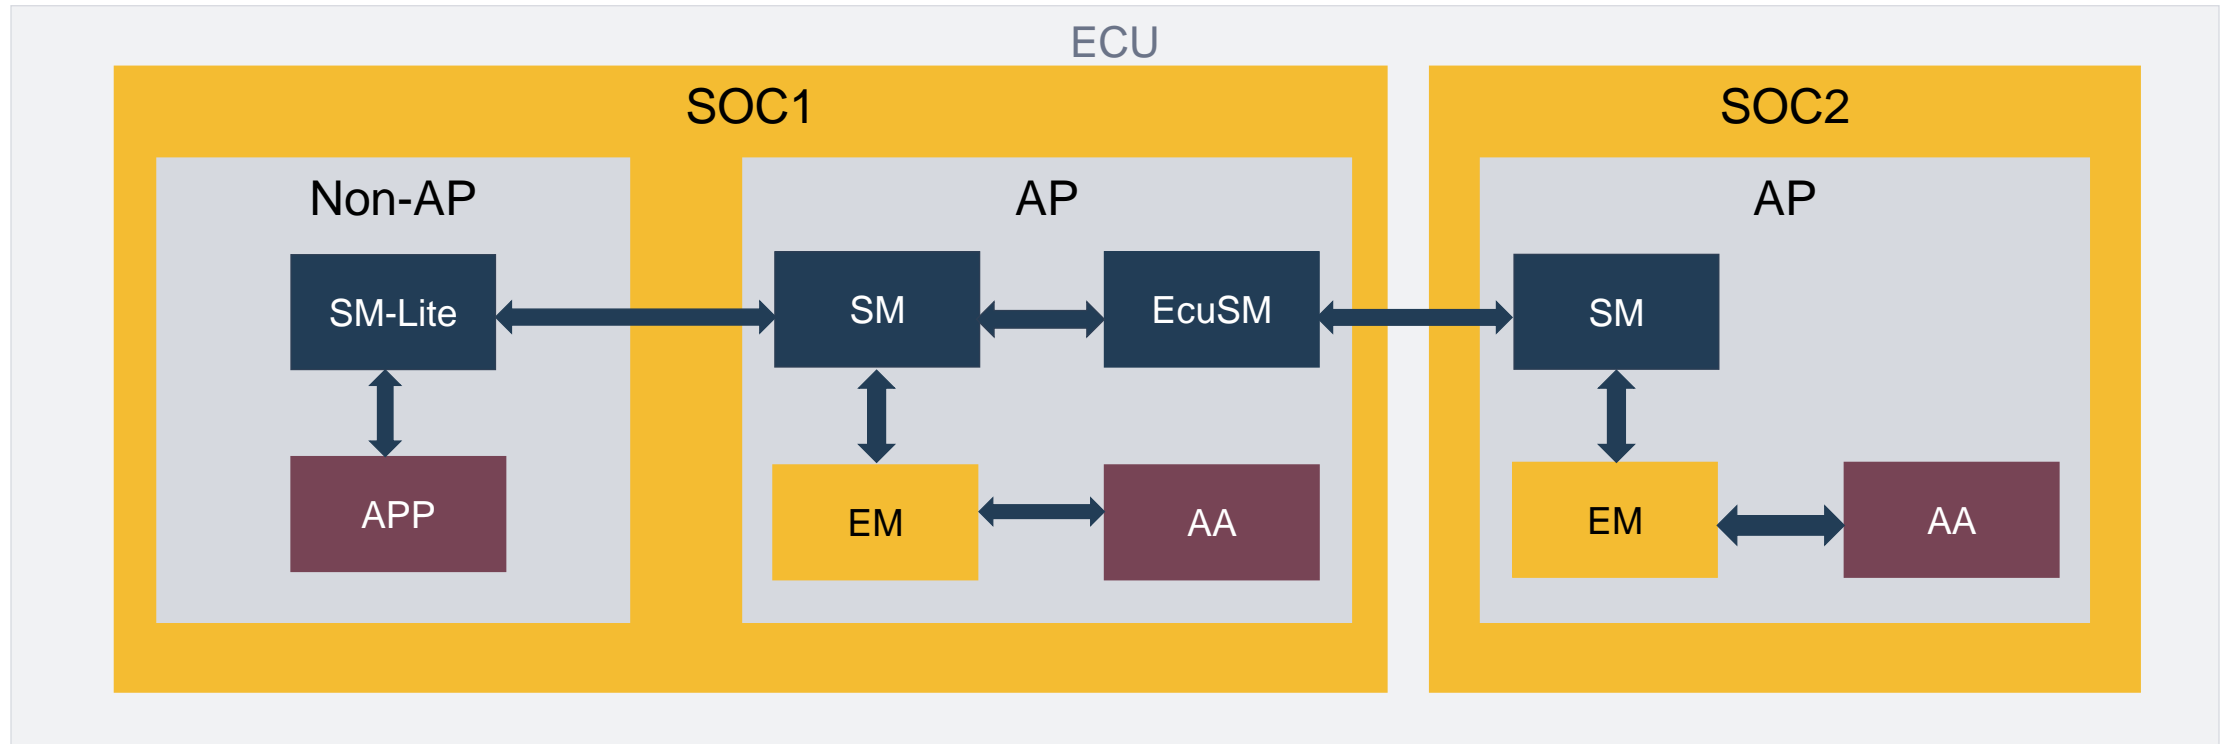 ECU
SOC1
SOC2
Non-AP
AP
AP
SM-Lite
SM
EcuSM
SM
APP
EM
AA
EM
AA